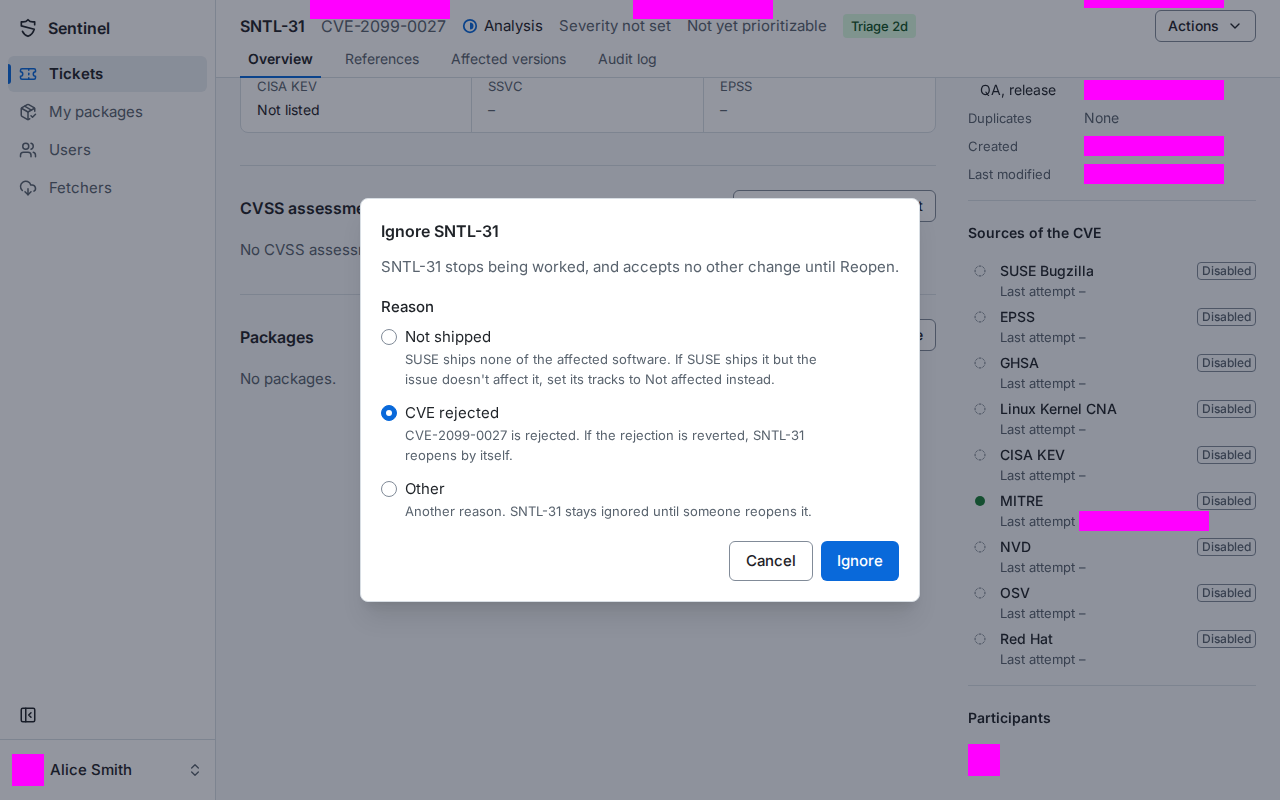 Sentinel
Tickets
My packages
Users
Fetchers
Alice Smith
SNTL-31
CVE-2099-0027
Analysis
Severity not set
Not yet prioritizable
Triage 2d
Actions
Overview
References
Affected versions
Audit log
CISA KEV
Not listed
SSVC
–
EPSS
–
CVSS assessme
t
No CVSS assess
Packages
e
No packages.
Ignore SNTL-31
SNTL-31 stops being worked, and accepts no other change until Reopen.
Reason
Not shipped
SUSE ships none of the affected software. If SUSE ships it but the
issue doesn't affect it, set its tracks to Not affected instead.
CVE rejected
CVE-2099-0027 is rejected. If the rejection is reverted, SNTL-31
reopens by itself.
Other
Another reason. SNTL-31 stays ignored until someone reopens it.
Cancel
Ignore
QA, release
Duplicates
None
Created
Last modified
Sources of the CVE
SUSE Bugzilla
Disabled
Last attempt –
EPSS
Disabled
Last attempt –
GHSA
Disabled
Last attempt –
Linux Kernel CNA
Disabled
Last attempt –
CISA KEV
Disabled
Last attempt –
MITRE
Disabled
Last attempt
NVD
Disabled
Last attempt –
OSV
Disabled
Last attempt –
Red Hat
Disabled
Last attempt –
Participants